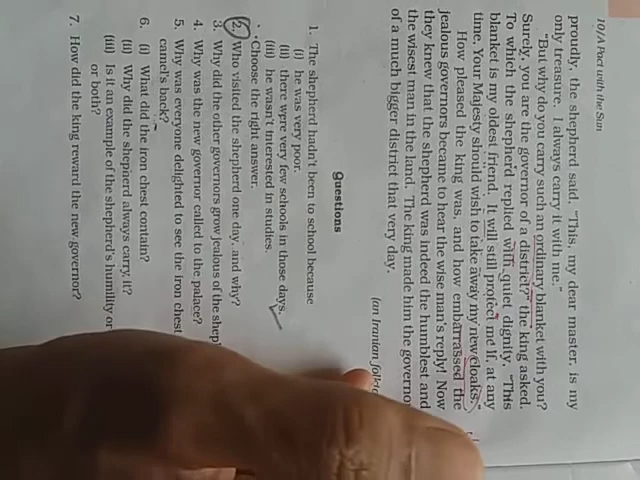 10/A Pact with the Sun
proudly, the shepherd said, "This, my dear master, is my
only treasure. I always carry it with me."
"But why do you carry such an ordinary blanket with you?
Surely, you are the governor of a district?" the king asked.
To which the shepherd replied with quiet dignity, "This
blanket is my oldest friend. It will still protect me if, at any
time, Your Majesty should wish to take away my new cloaks."
How pleased the king was, and how embarrassed the
jealous governors became to hear the wise man's reply! Now
they knew that the shepherd was indeed the humblest and
the wisest man in the land. The king made him the governo
of a much bigger district that very day.
(an Iranian folkta
Questions
1. The shepherd hadn't been to school because
(i) he was very poor.
(ii) there were very few schools in those days.
(iii) he wasn't interested in studies.
Choose the right answer.
2. Who visited the shepherd one day, and why?
3. Why did the other governors grow jealous of the shep
4. Why was the new governor called to the palace?
5. Why was everyone delighted to see the iron chest
camel's back?
6. (i) What did the iron chest contain?
(ii) Why did the shepherd always carry it?
(iii) Is it an example of the shepherd's humility or
or both?
7. How did the king reward the new governor?